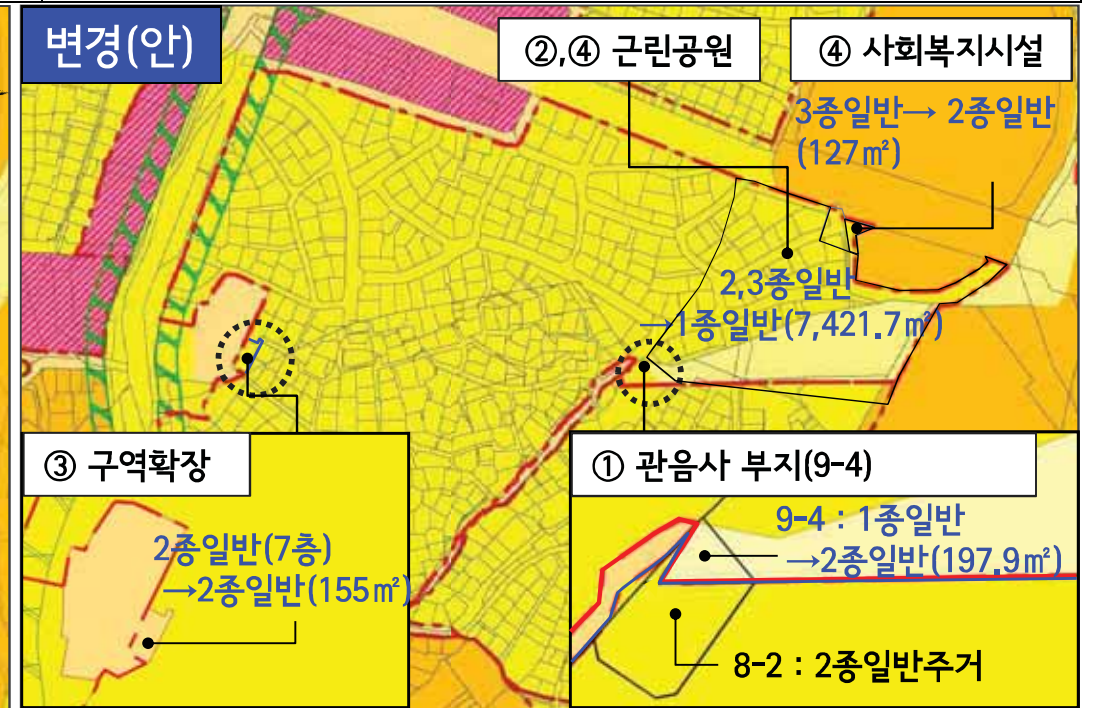 변경(안)
②,④ 근린공원
④ 사회복지시설
3종일반→ 2종일반
(127㎡)
2,3종일반
→1종일반(7,421.7㎡)
③ 구역확장
2종일반(7층)
→2종일반(155㎡)
① 관음사 부지(9-4)
9-4 : 1종일반
→2종일반(197.9㎡)
8-2 : 2종일반주거